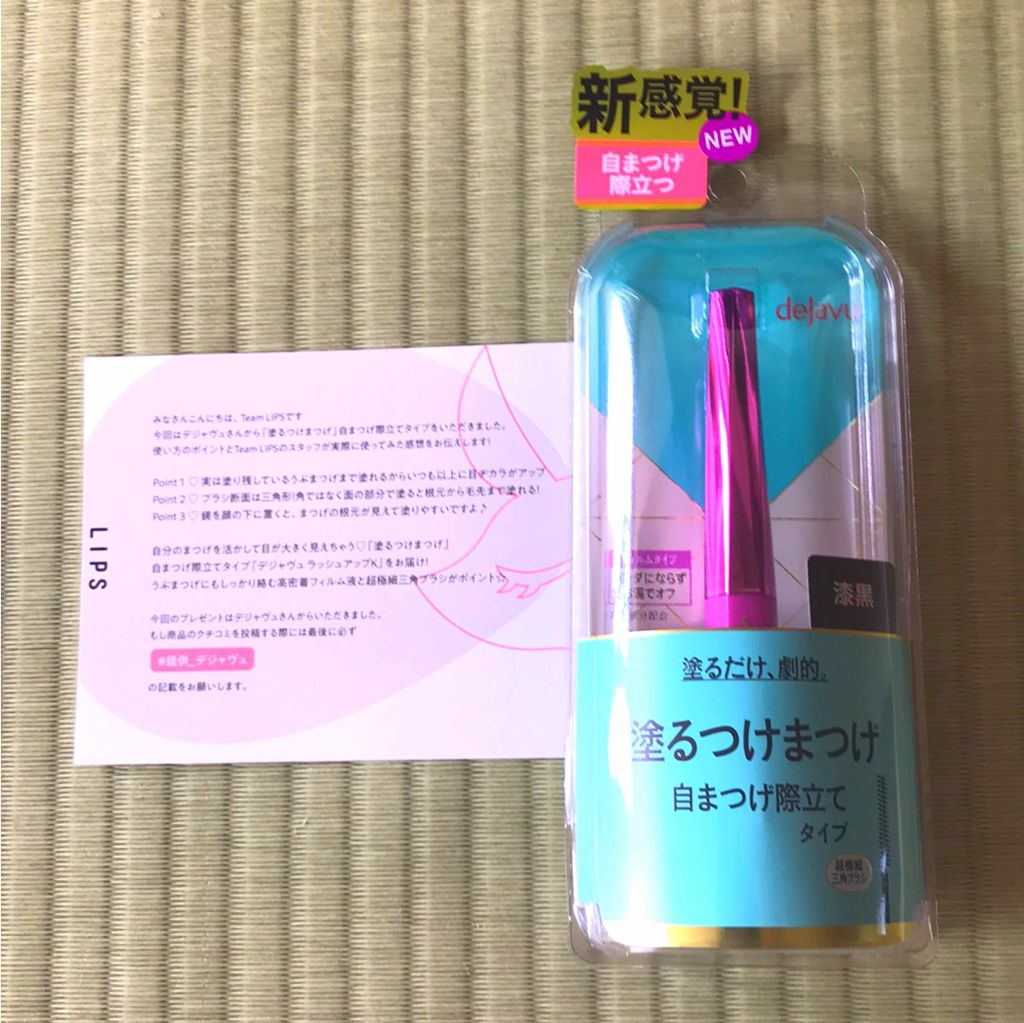 新感覚!
NEW
自まつげ
際立つ
dejavu
フィルムタイプ
漆黒
塗るだけ、劇的。
塗るつけまつげ
自まつげ際立て
タイプ
超極細
三角ブラシ
LIPS
みなさんこんにちは、Team LIPSです
今回はデジャヴュさんから『塗るつけまつげ』自まつげ際立てタイプをいただきました。
使い方のポイントとTeam LIPSのスタッフが実際に使ってみた感想をお伝えします!
Point 1 ♡ 実は塗り残しているうぶまつげまで塗れるからいつも以上に目ヂカラがアップ
Point 2 ♡ ブラシ断面は三角形!角ではなく面の部分で塗ると根元から毛先まで塗れる!
Point 3 ♡ 鏡を顔の下に置くと、まつげの根元が見えて塗りやすいですよ♪
自分のまつげを活かして目が大きく見えちゃう♡『塗るつけまつげ』
自まつげ際立てタイプ『デジャヴュ ラッシュアップK』をお届け!
うぶまつげにもしっかり絡む高密着フィルム液と超極細三角ブラシがポイント☆
今回のプレゼントはデジャヴュさんからいただきました。
もし商品のクチコミを投稿する際には最後に必ず
#提供_デジャヴュ
の記載をお願いします。